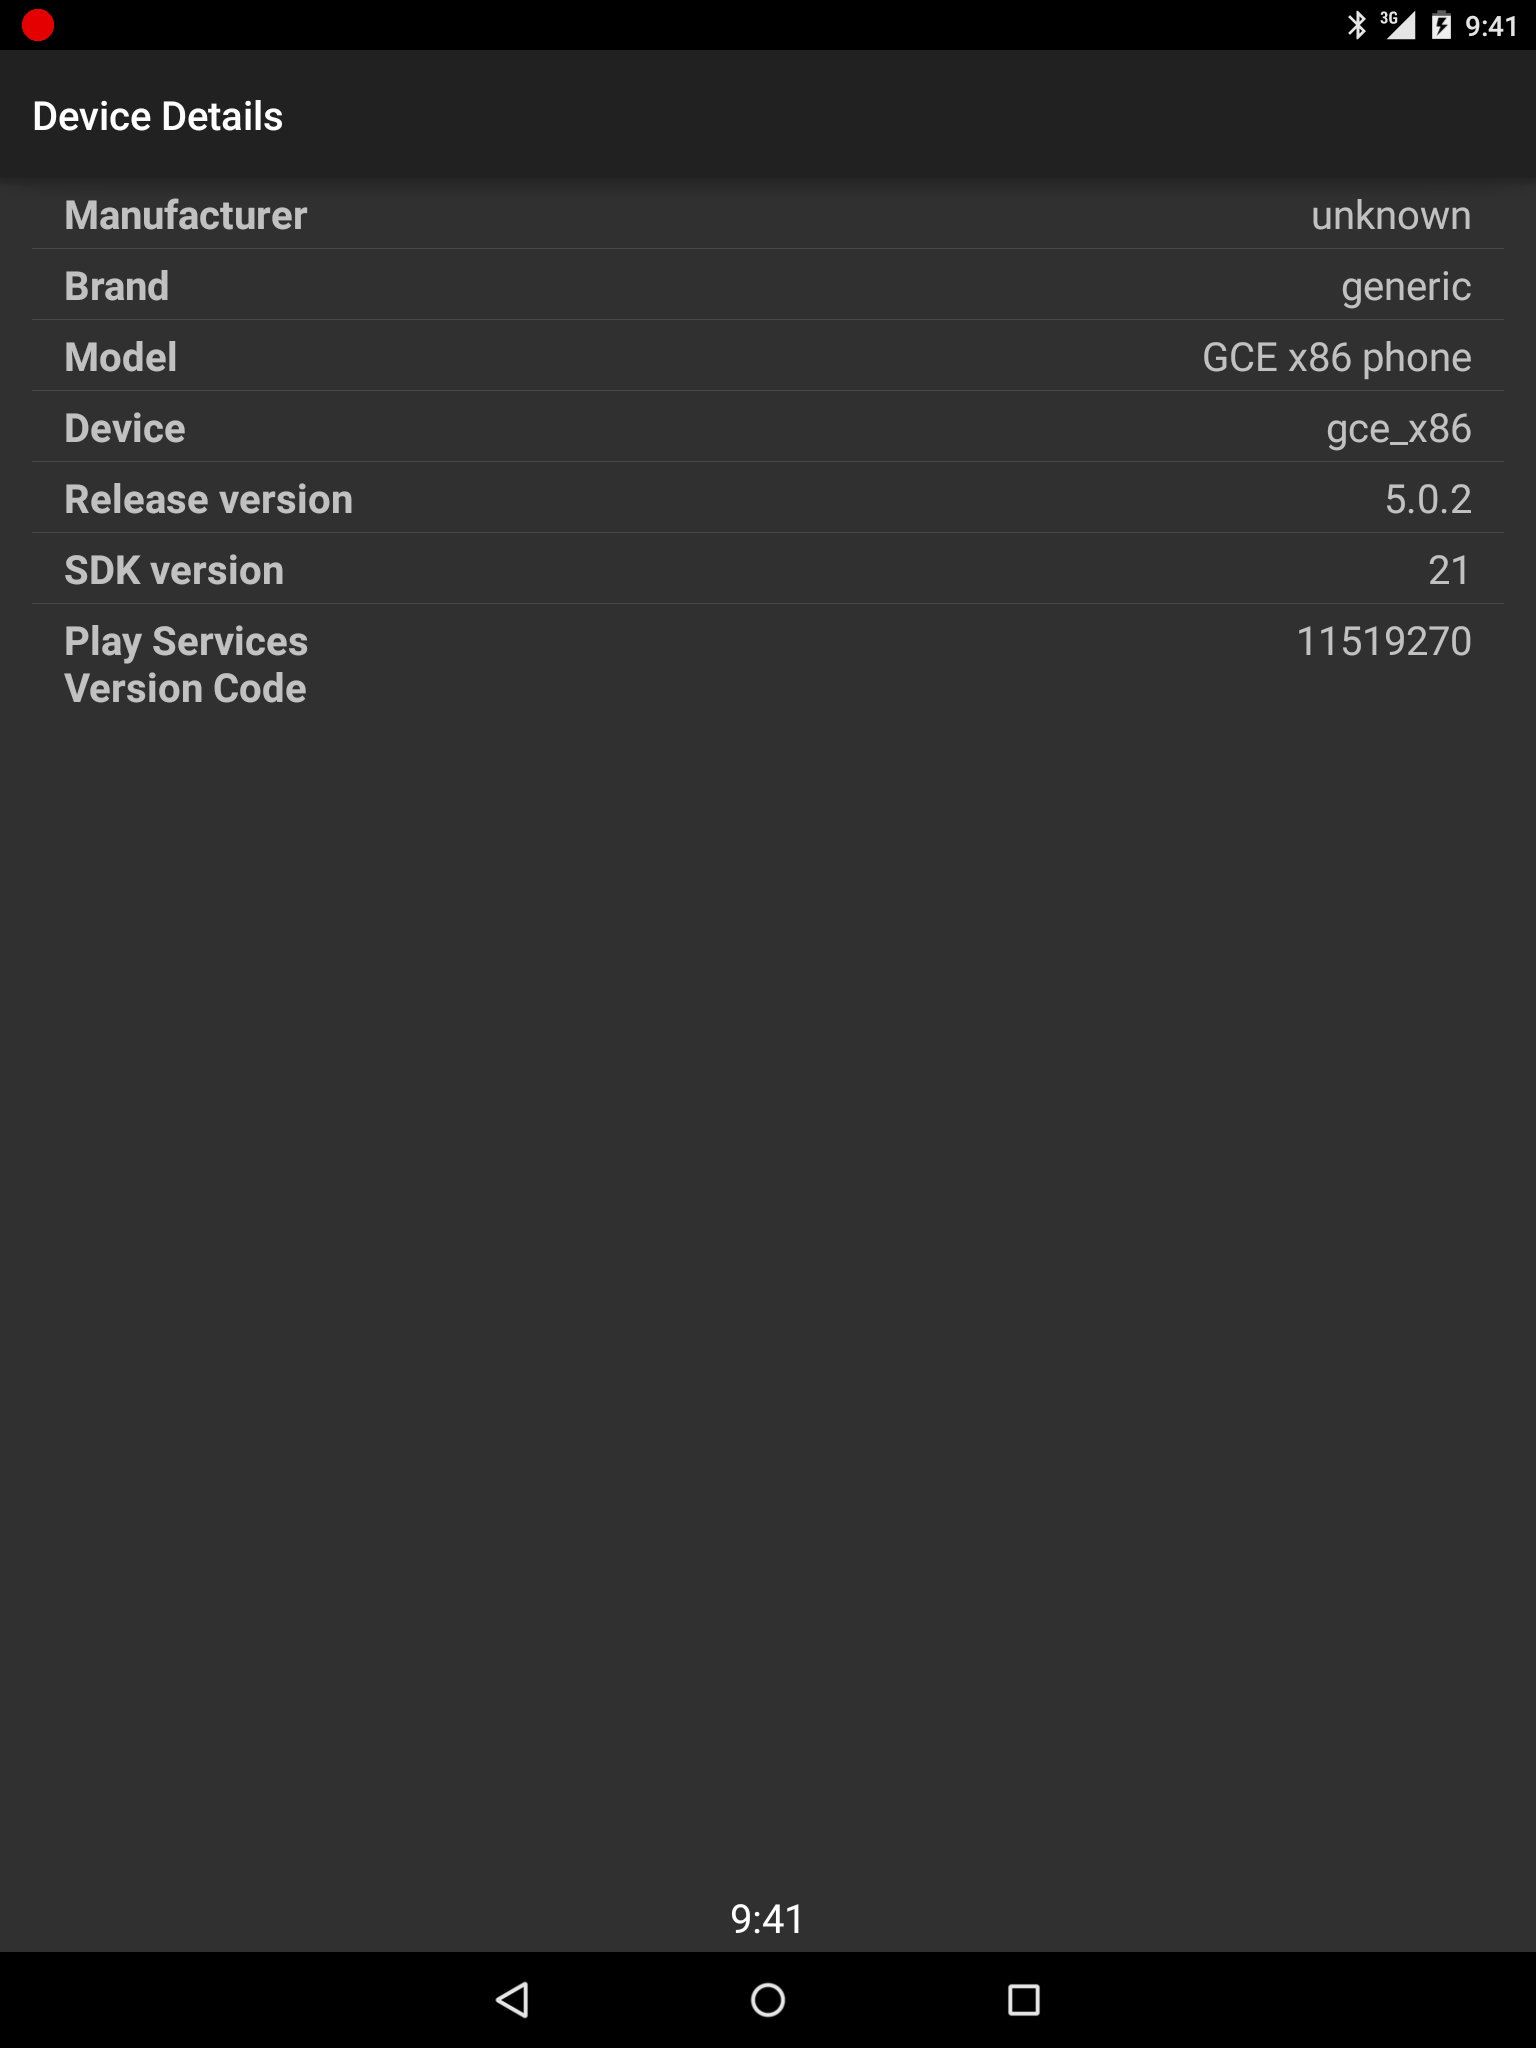 3G 9:41
Device Details
Manufacturer unknown
Brand generic
Model GCE x86 phone
Device gce_x86
Release version 5.0.2
SDK version 21
Play Services 11519270
Version Code
9:41